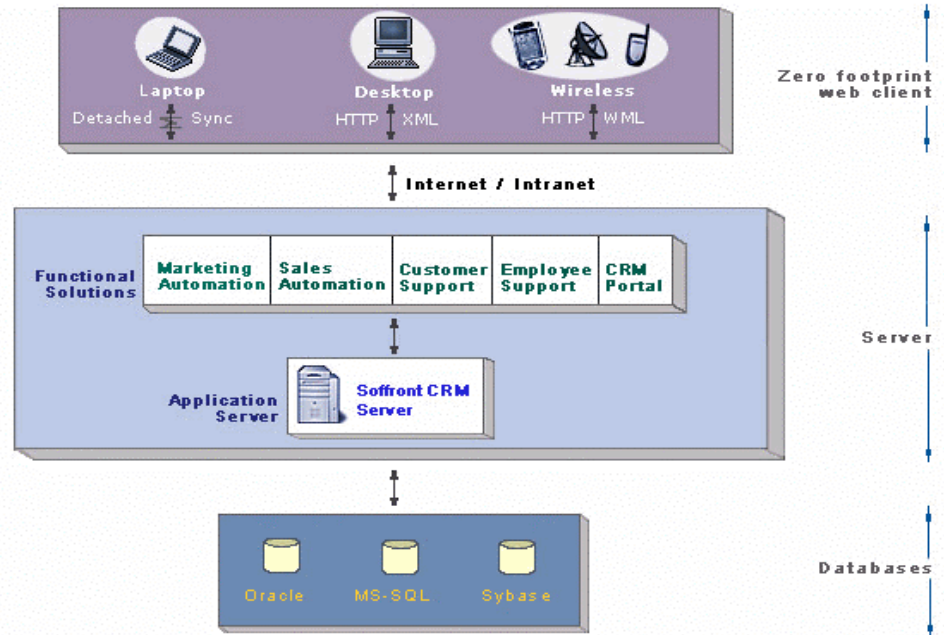 Laptop
Desktop
Wireless
Detached Sync
HTTP XML
HTTP WML
Zero footprint
web client
Internet / Intranet
Functional
Solutions
Marketing
Automation
Sales
Automation
Customer
Support
Employee
Support
CRM
Portal
Server
Application
Server
Soffront CRM
Server
Oracle
MS-SQL
Sybase
Databases